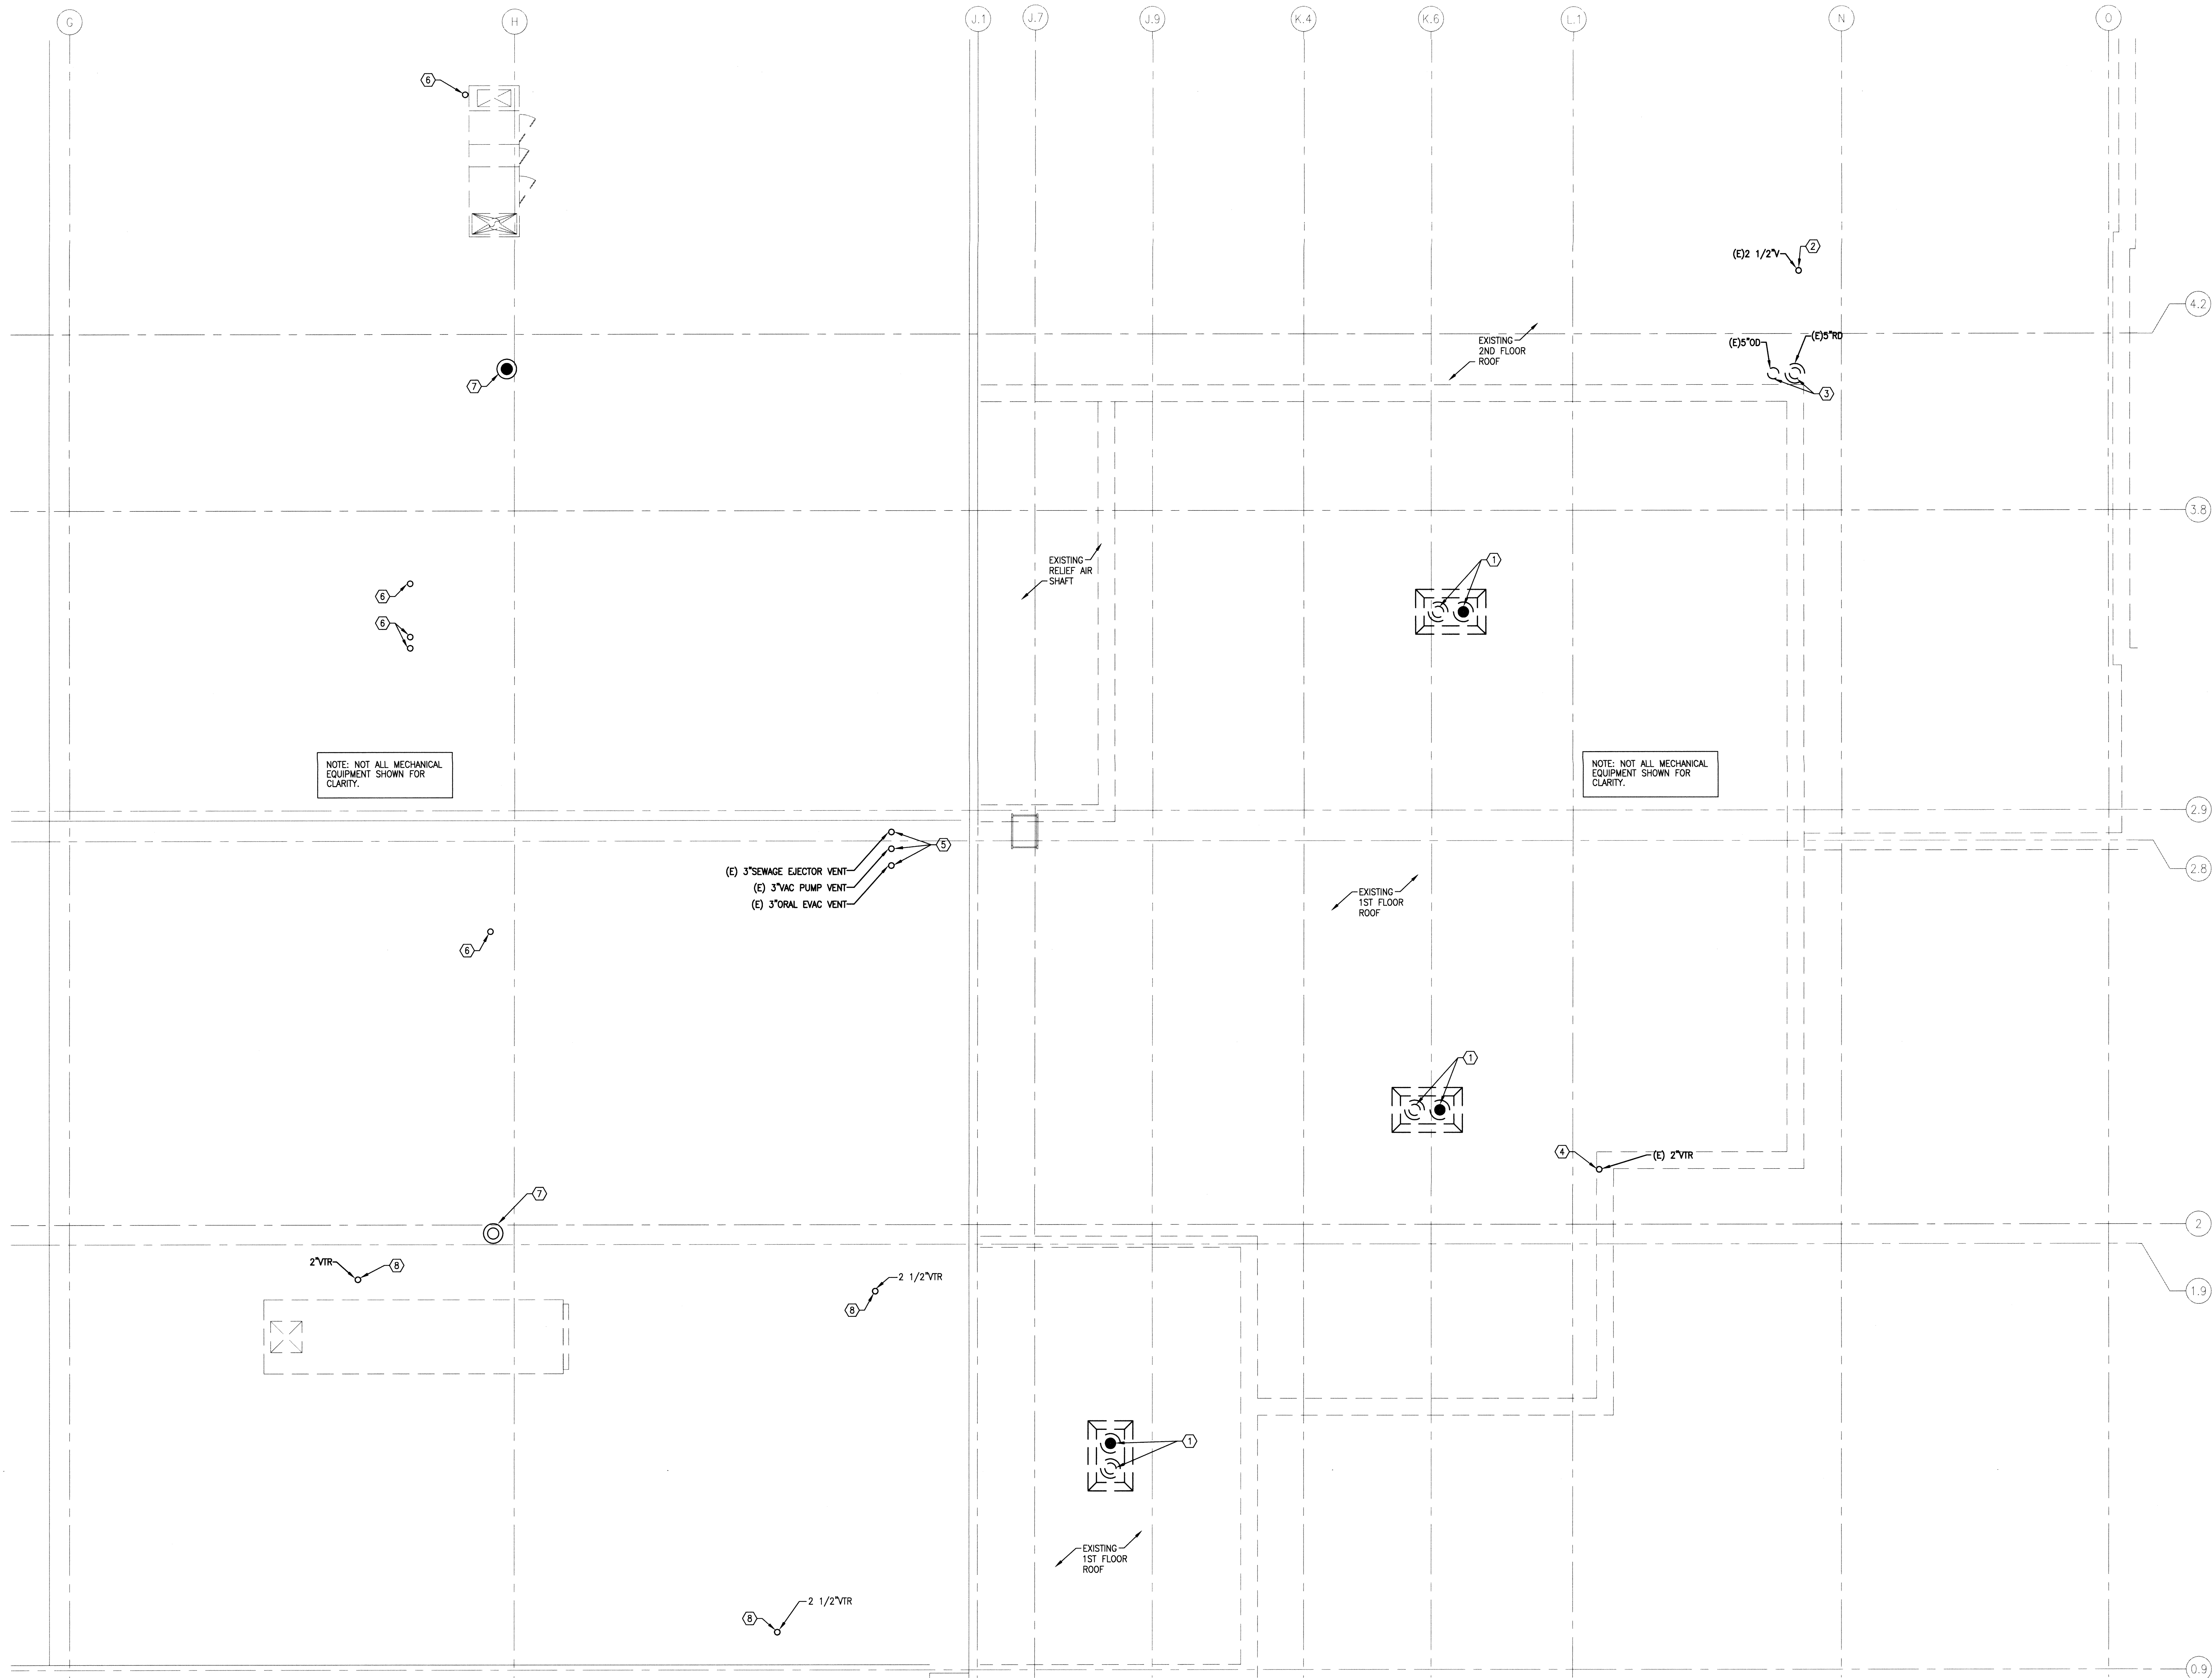 G
H
J.1
J.7
J.9
K.4
K.6
L.1
N
O
6
(E)2 1/2"V
2
4.2
EXISTING
2ND FLOOR
ROOF
(E)5"OD
(E)5"RD
3
7
3.8
EXISTING
RELIEF AIR
SHAFT
1
6
6
NOTE: NOT ALL MECHANICAL
EQUIPMENT SHOWN FOR
CLARITY.
NOTE: NOT ALL MECHANICAL
EQUIPMENT SHOWN FOR
CLARITY.
2.9
5
(E) 3"SEWAGE EJECTOR VENT
(E) 3"VAC PUMP VENT
(E) 3"ORAL EVAC VENT
2.8
EXISTING
1ST FLOOR
ROOF
6
1
4
(E) 2"VTR
7
2
2"VTR
8
2 1/2"VTR
8
1.9
1
EXISTING
1ST FLOOR
ROOF
2 1/2"VTR
8
0.9